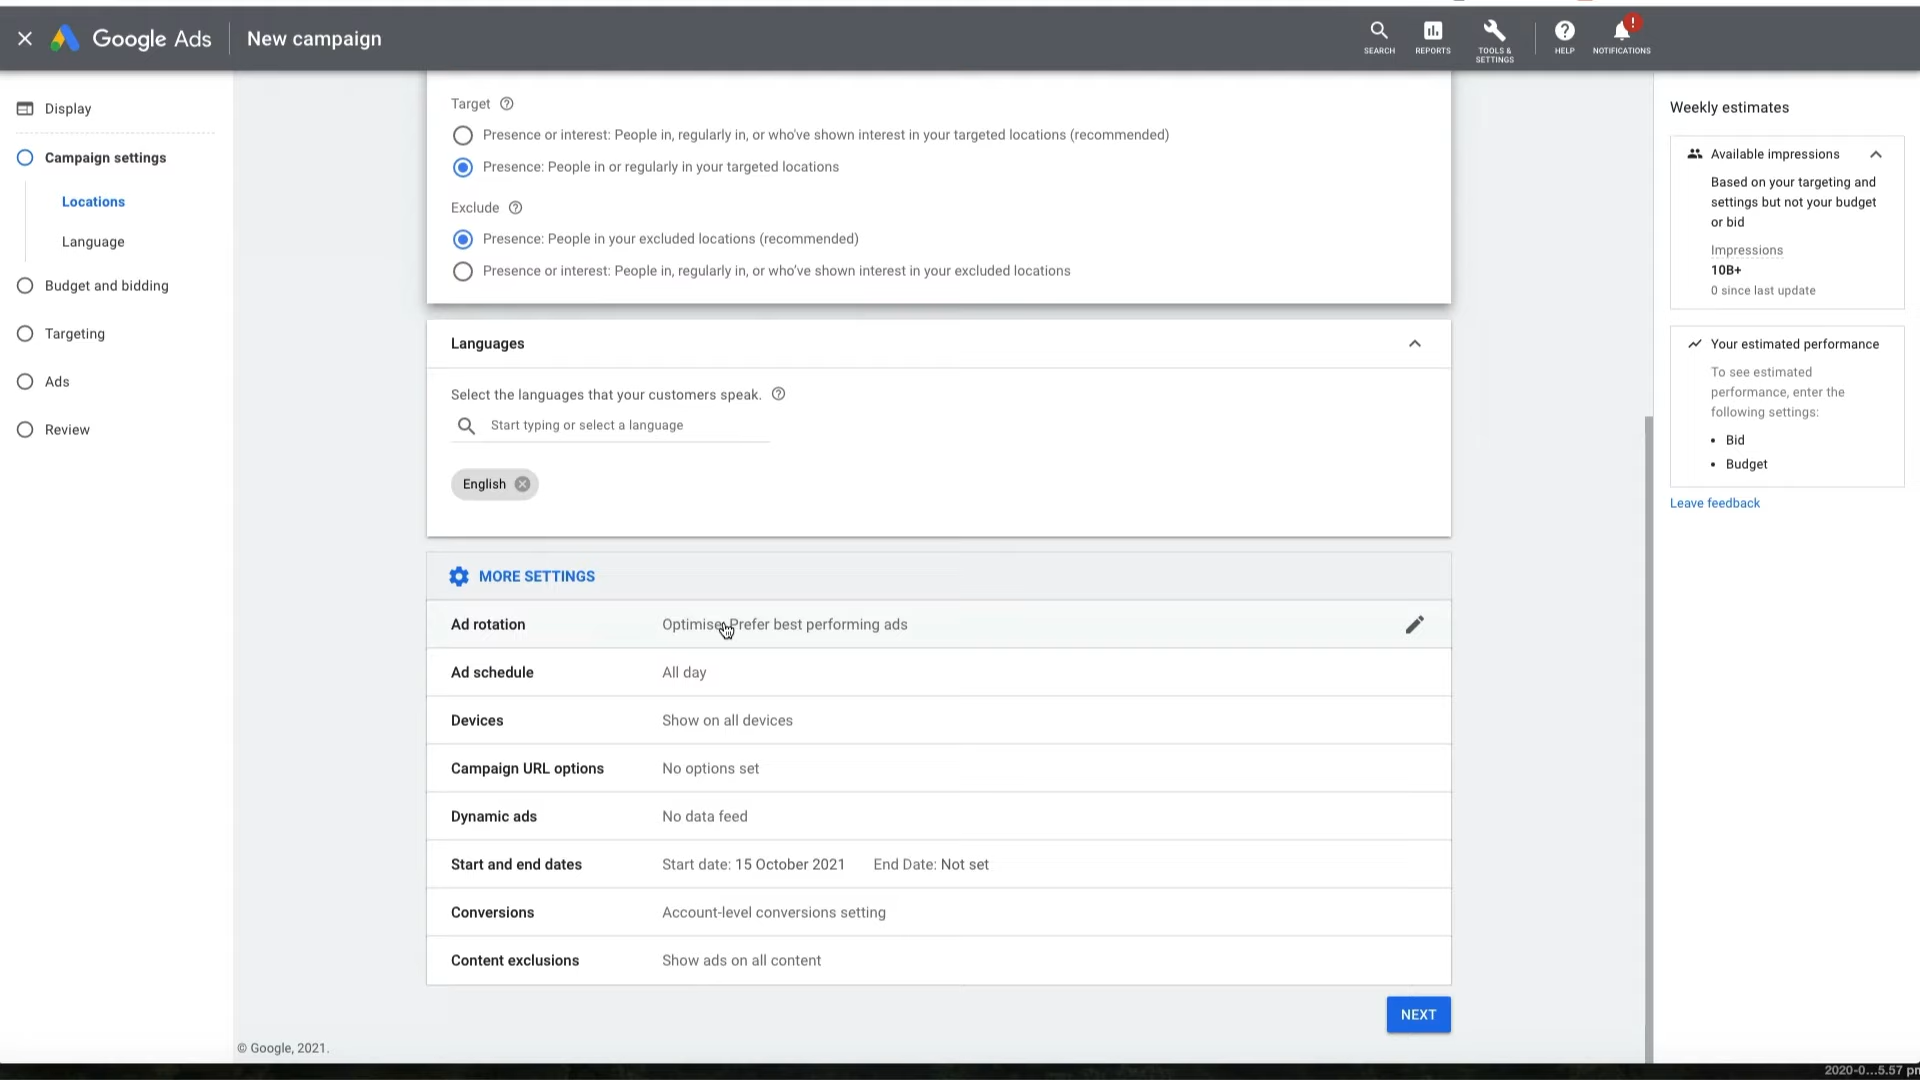 Google Ads New campaign
SEARCH
REPORTS
TOOLS &
SETTINGS
HELP
!
NOTIFICATIONS
Display
Campaign settings
Locations
Language
Budget and bidding
Targeting
Ads
Review
Target
Presence or interest: People in, regularly in, or who've shown interest in your targeted locations (recommended)
Presence: People in or regularly in your targeted locations
Exclude
Presence: People in your excluded locations (recommended)
Presence or interest: People in, regularly in, or who've shown interest in your excluded locations
Languages
Select the languages that your customers speak.
Start typing or select a language
English
MORE SETTINGS
Ad rotation Optimise: Prefer best performing ads
Ad schedule All day
Devices Show on all devices
Campaign URL options No options set
Dynamic ads No data feed
Start and end dates Start date: 15 October 2021 End Date: Not set
Conversions Account-level conversions setting
Content exclusions Show ads on all content
NEXT
© Google, 2021.
Weekly estimates
Available impressions
Based on your targeting and
settings but not your budget
or bid
Impressions
10B+
0 since last update
Your estimated performance
To see estimated
performance, enter the
following settings:
• Bid
• Budget
Leave feedback
2020-0...5.57 pm